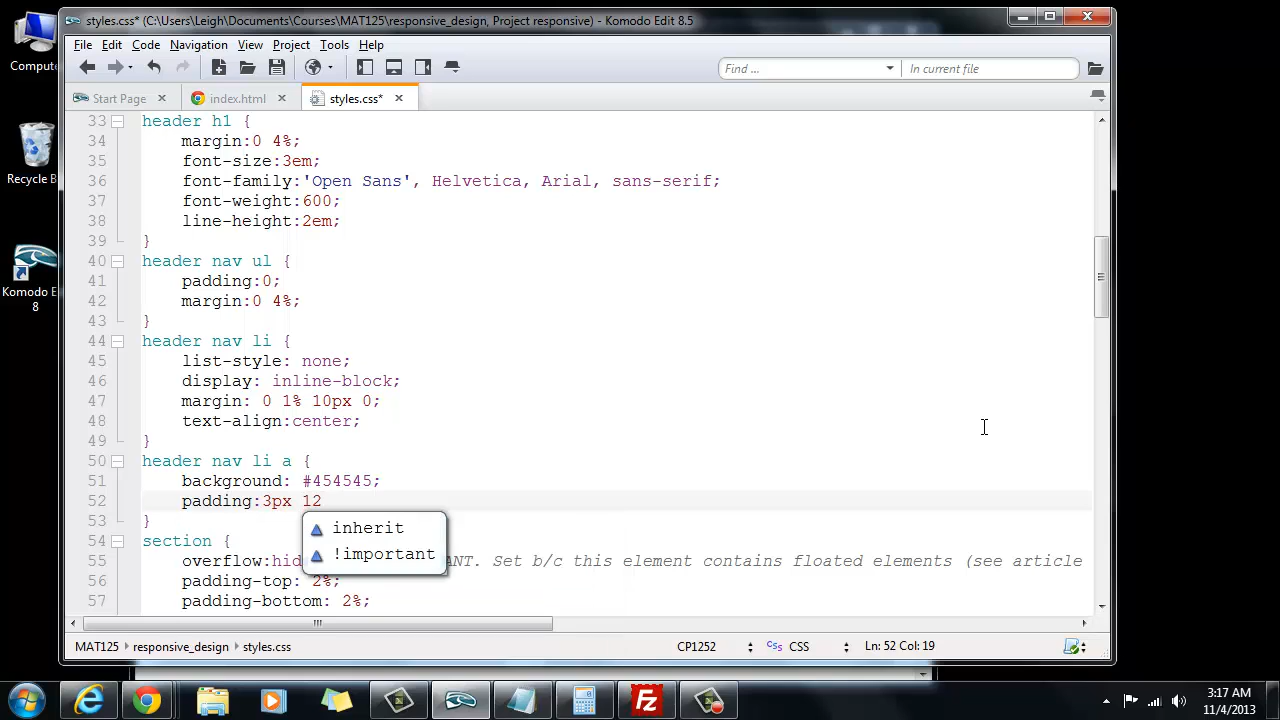 styles.css* (C:\Users\Leigh\Documents\Courses\MAT125\responsive_design, Project responsive) - Komodo Edit 8.5
Comput
File Edit Code Navigation View Project Tools Help
Find ...
In current file
Start Page
index.html
styles.css*
33 header h1 {
34 margin:0 4%;
35 font-size:3em;
36 font-family:'Open Sans', Helvetica, Arial, sans-serif;
37 font-weight:600;
38 line-height:2em;
39 }
40 header nav ul {
41 padding:0;
42 margin:0 4%;
43 }
44 header nav li {
45 list-style: none;
46 display: inline-block;
47 margin: 0 1% 10px 0;
48 text-align:center;
49 }
50 header nav li a {
51 background: #454545;
52 padding:3px 12
53 }
inherit
!important
54 section {
55 overflow:hid ANT. Set b/c this element contains floated elements (see article
56 padding-top: 2%;
57 padding-bottom: 2%;
Recycle B
Komodo E
8
MAT125 responsive_design styles.css
CP1252
CSS CSS
Ln: 52 Col: 19
3:17 AM
11/4/2013